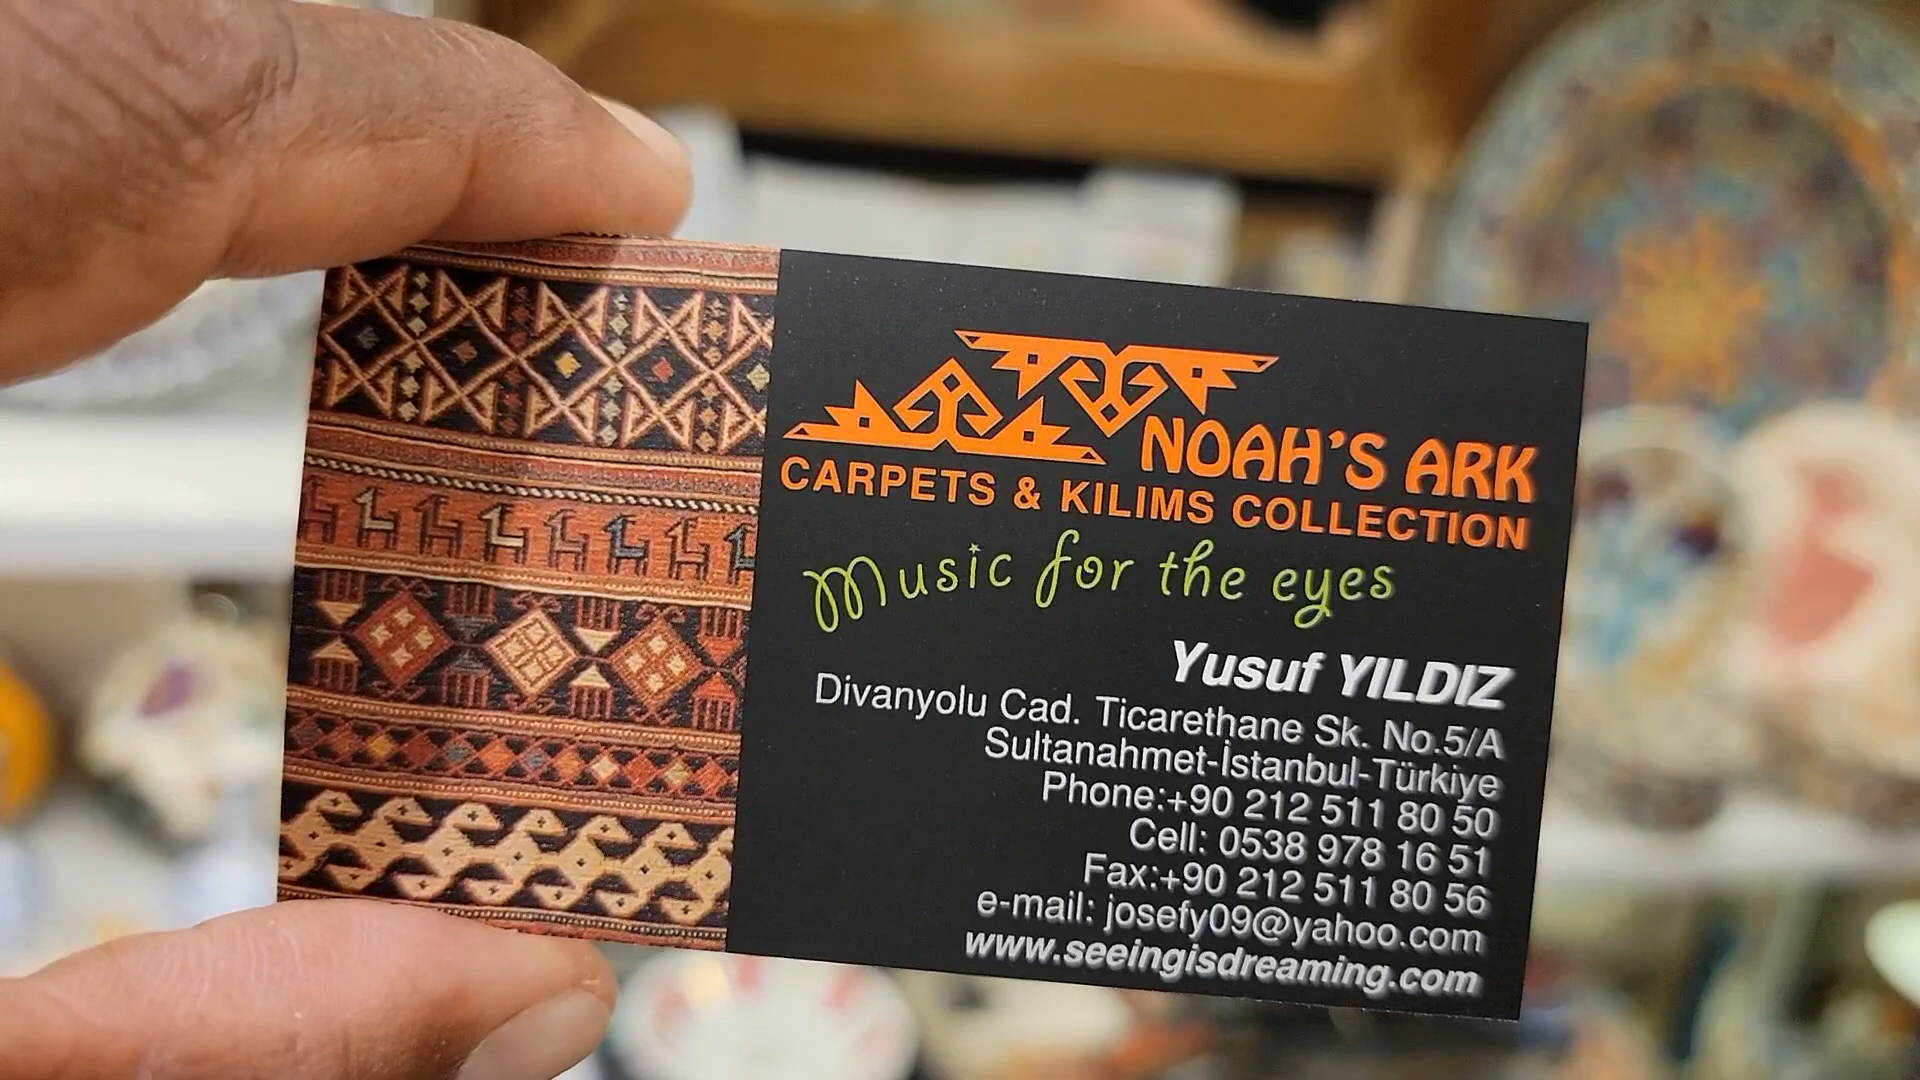 NOAH'S ARK
CARPETS & KILIMS COLLECTION
Music for the eyes
Yusuf YILDIZ
Divanyolu Cad. Ticarethane Sk. No.5/A
Sultanahmet-İstanbul-Türkiye
Phone:+90 212 511 80 50
Cell: 0538 978 16 51
Fax:+90 212 511 80 56
e-mail: josefy09@yahoo.com
www.seeingisdreaming.com